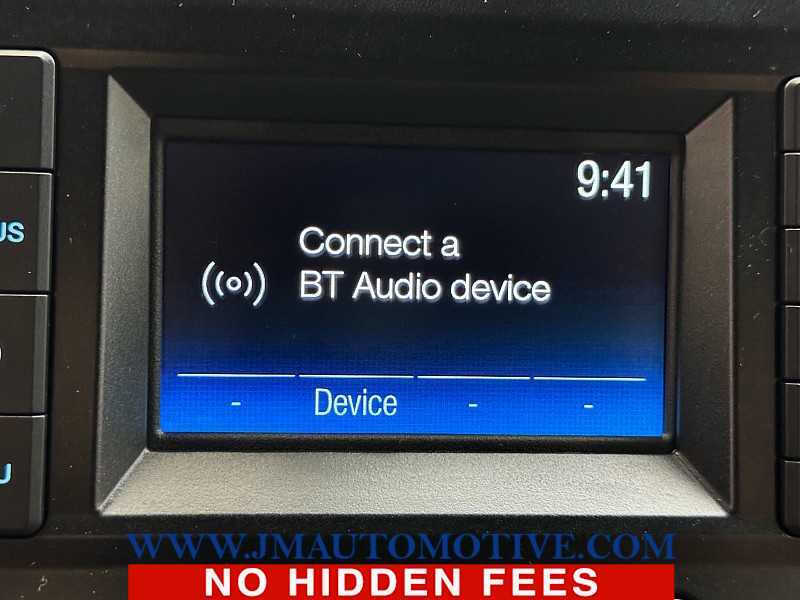 9:41
Connect a
BT Audio device
- Device - -
WWW.JMAUTOMOTIVE.COM
NO HIDDEN FEES